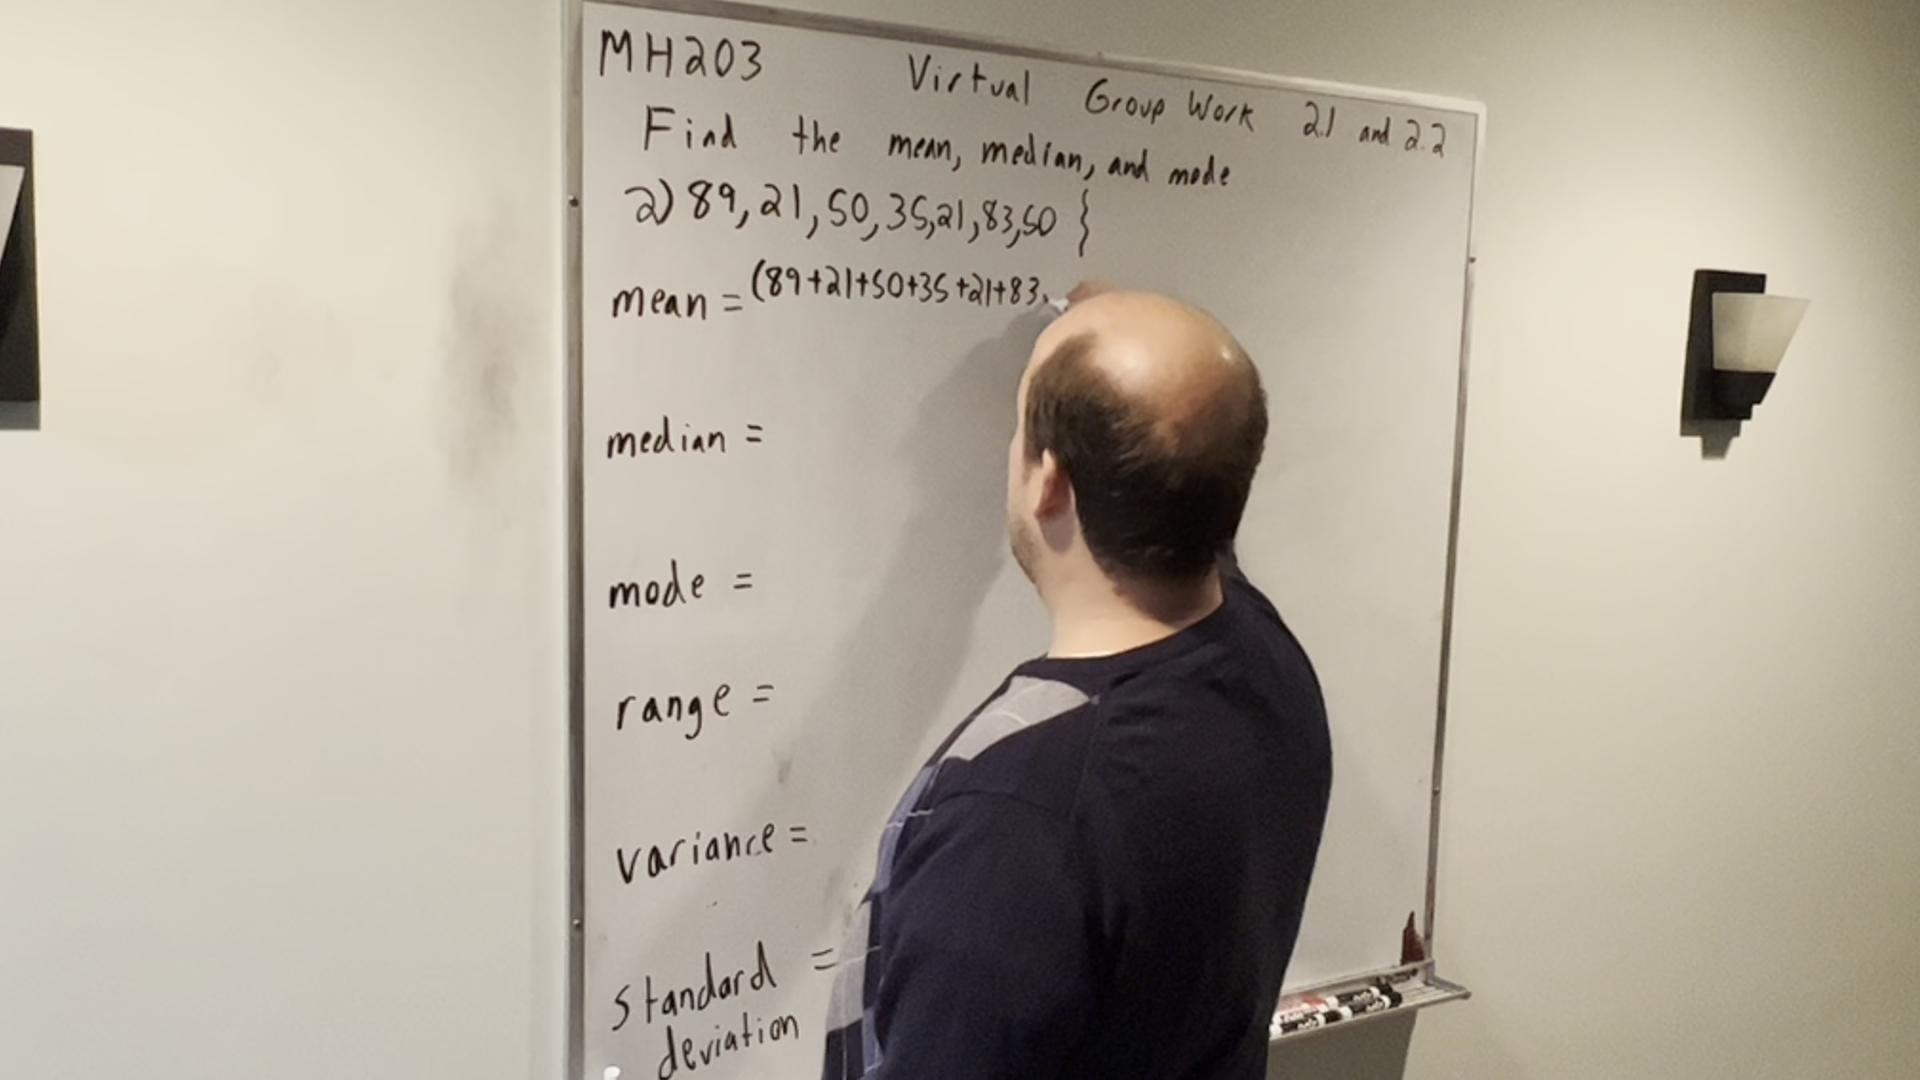 MH203 Virtual Group Work 2.1 and 2.2
Find the mean, median, and mode
2) 89, 21, 50, 35, 21, 83, 50 }
mean = (89+21+50+35+21+83
median =
mode =
range =
variance =
standard =
deviation